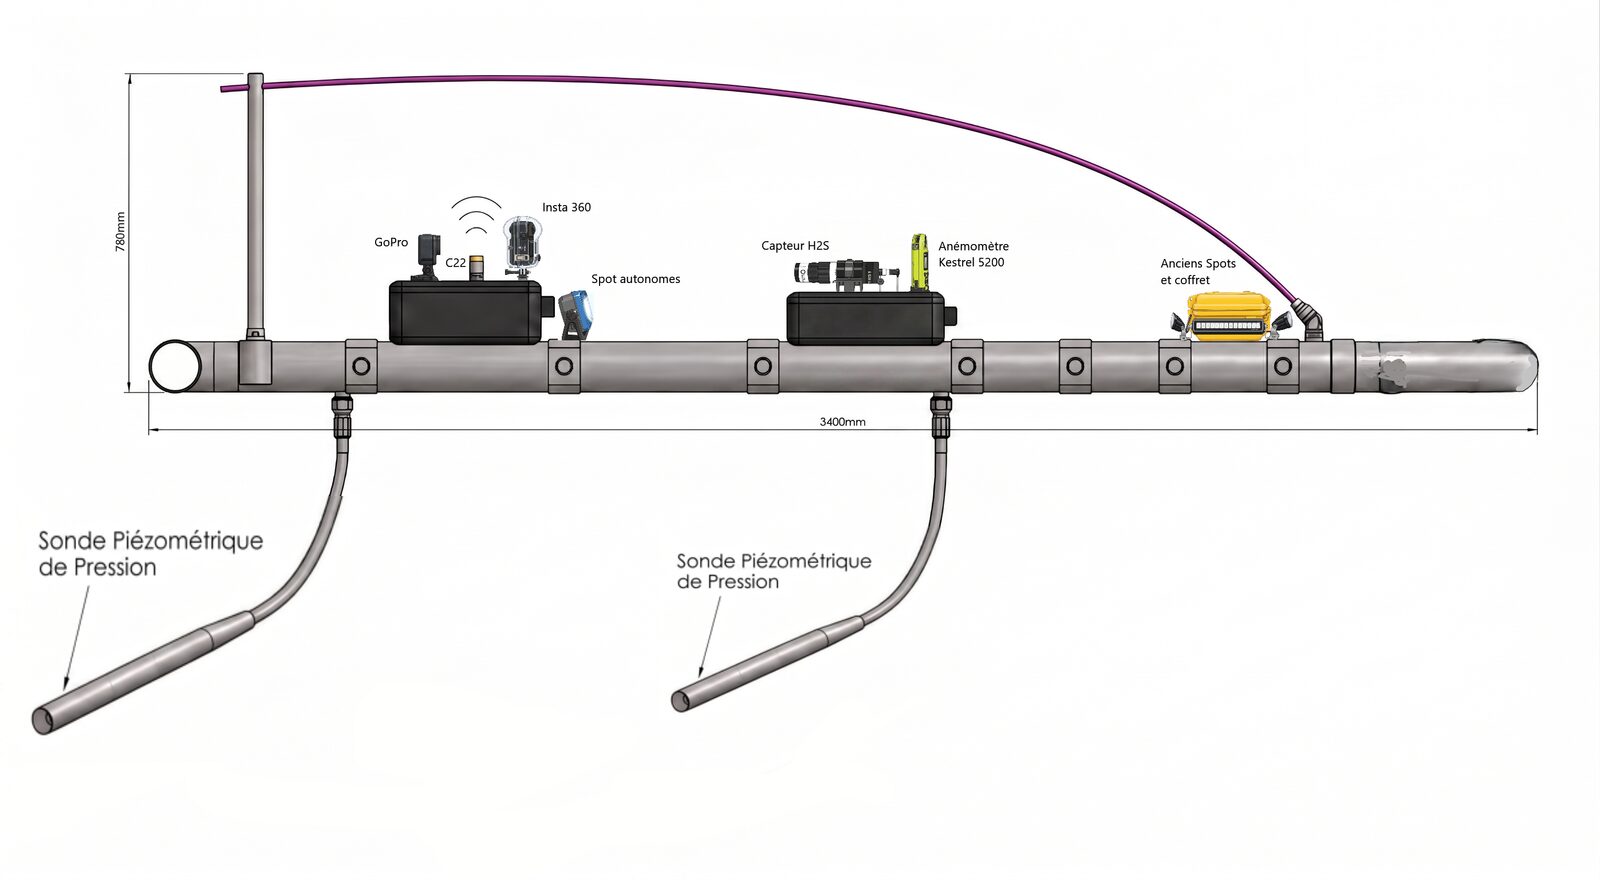 780mm
GoPro
C22
Insta 360
Spot autonomes
Capteur H2S
Anémomètre
Kestrel 5200
Anciens Spots
et coffret
3400mm
Sonde Piézométrique
de Pression
Sonde Piézométrique
de Pression